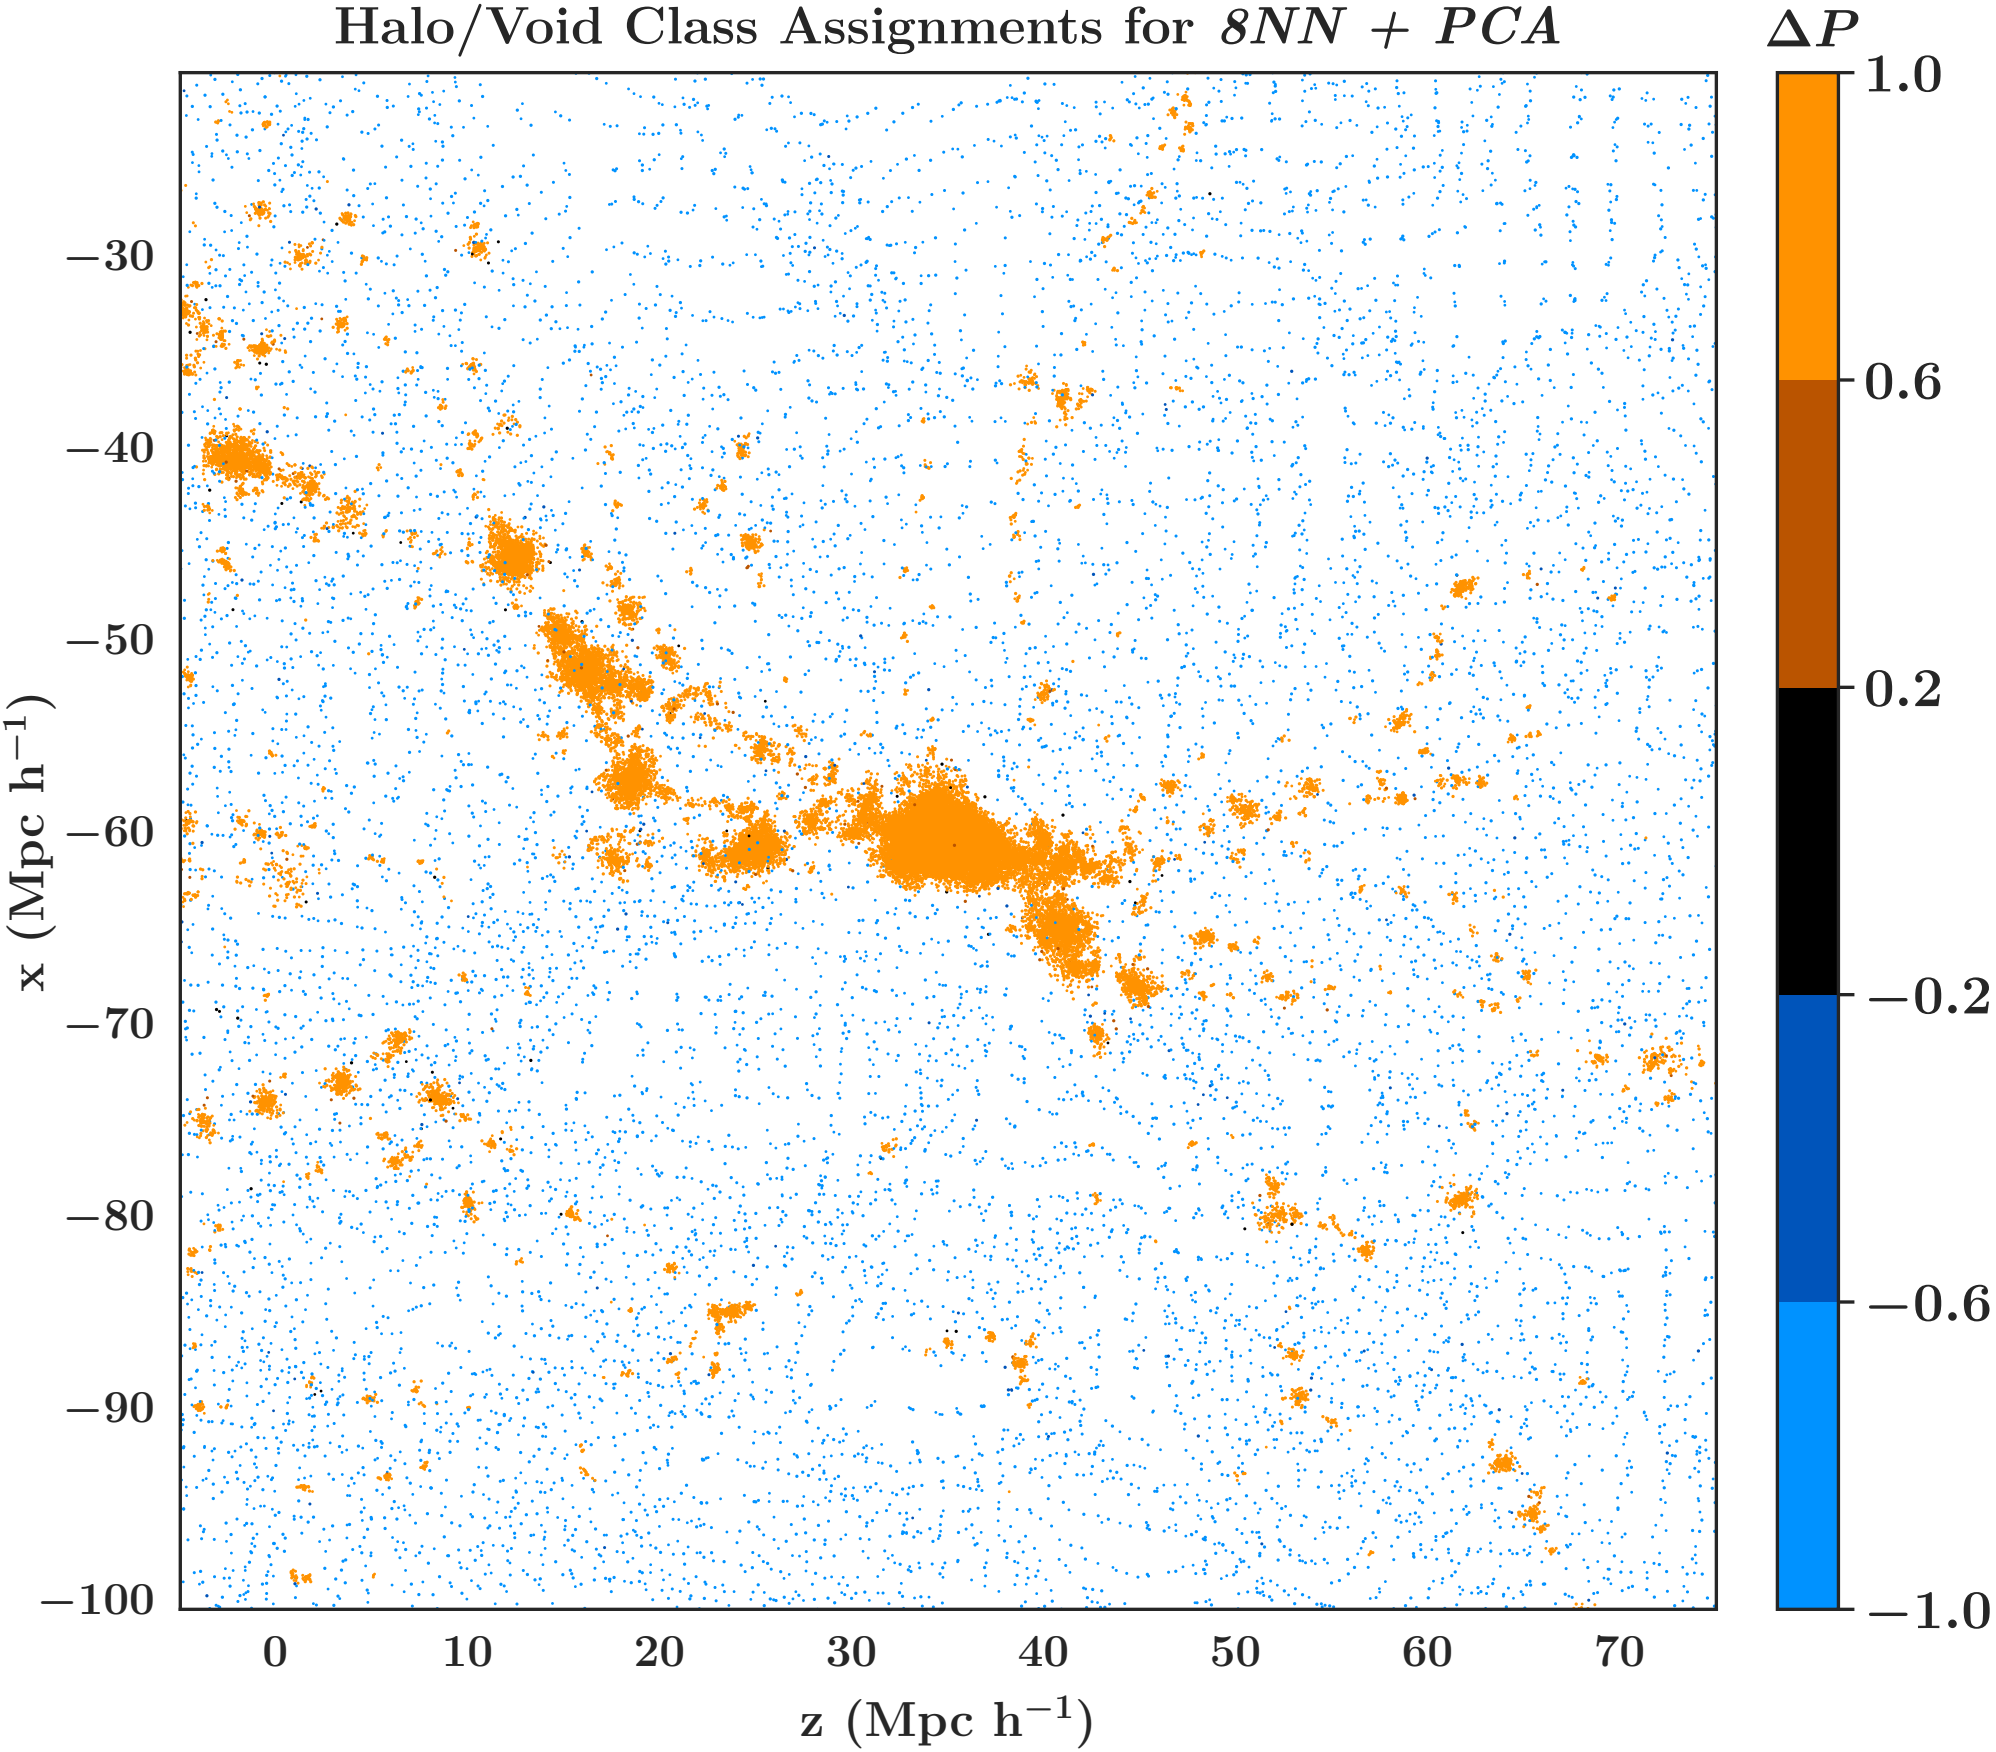 Halo/Void Class Assignments for 8NN + PCA
ΔP
1.0
0.6
0.2
−0.2
−0.6
−1.0
x (Mpc h⁻¹)
−30
−40
−50
−60
−70
−80
−90
−100
0 10 20 30 40 50 60 70
z (Mpc h⁻¹)